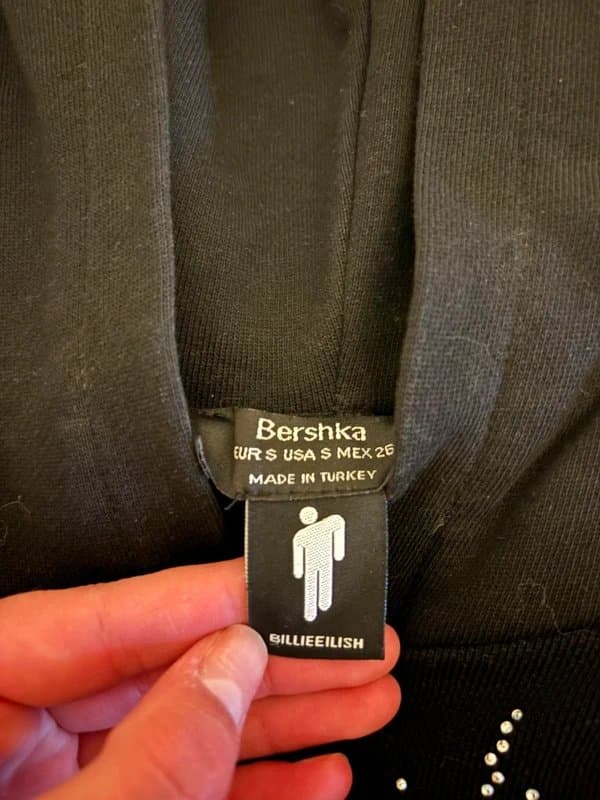 Bershka
EUR S USA S MEX 26
MADE IN TURKEY
BILLIEEILISH